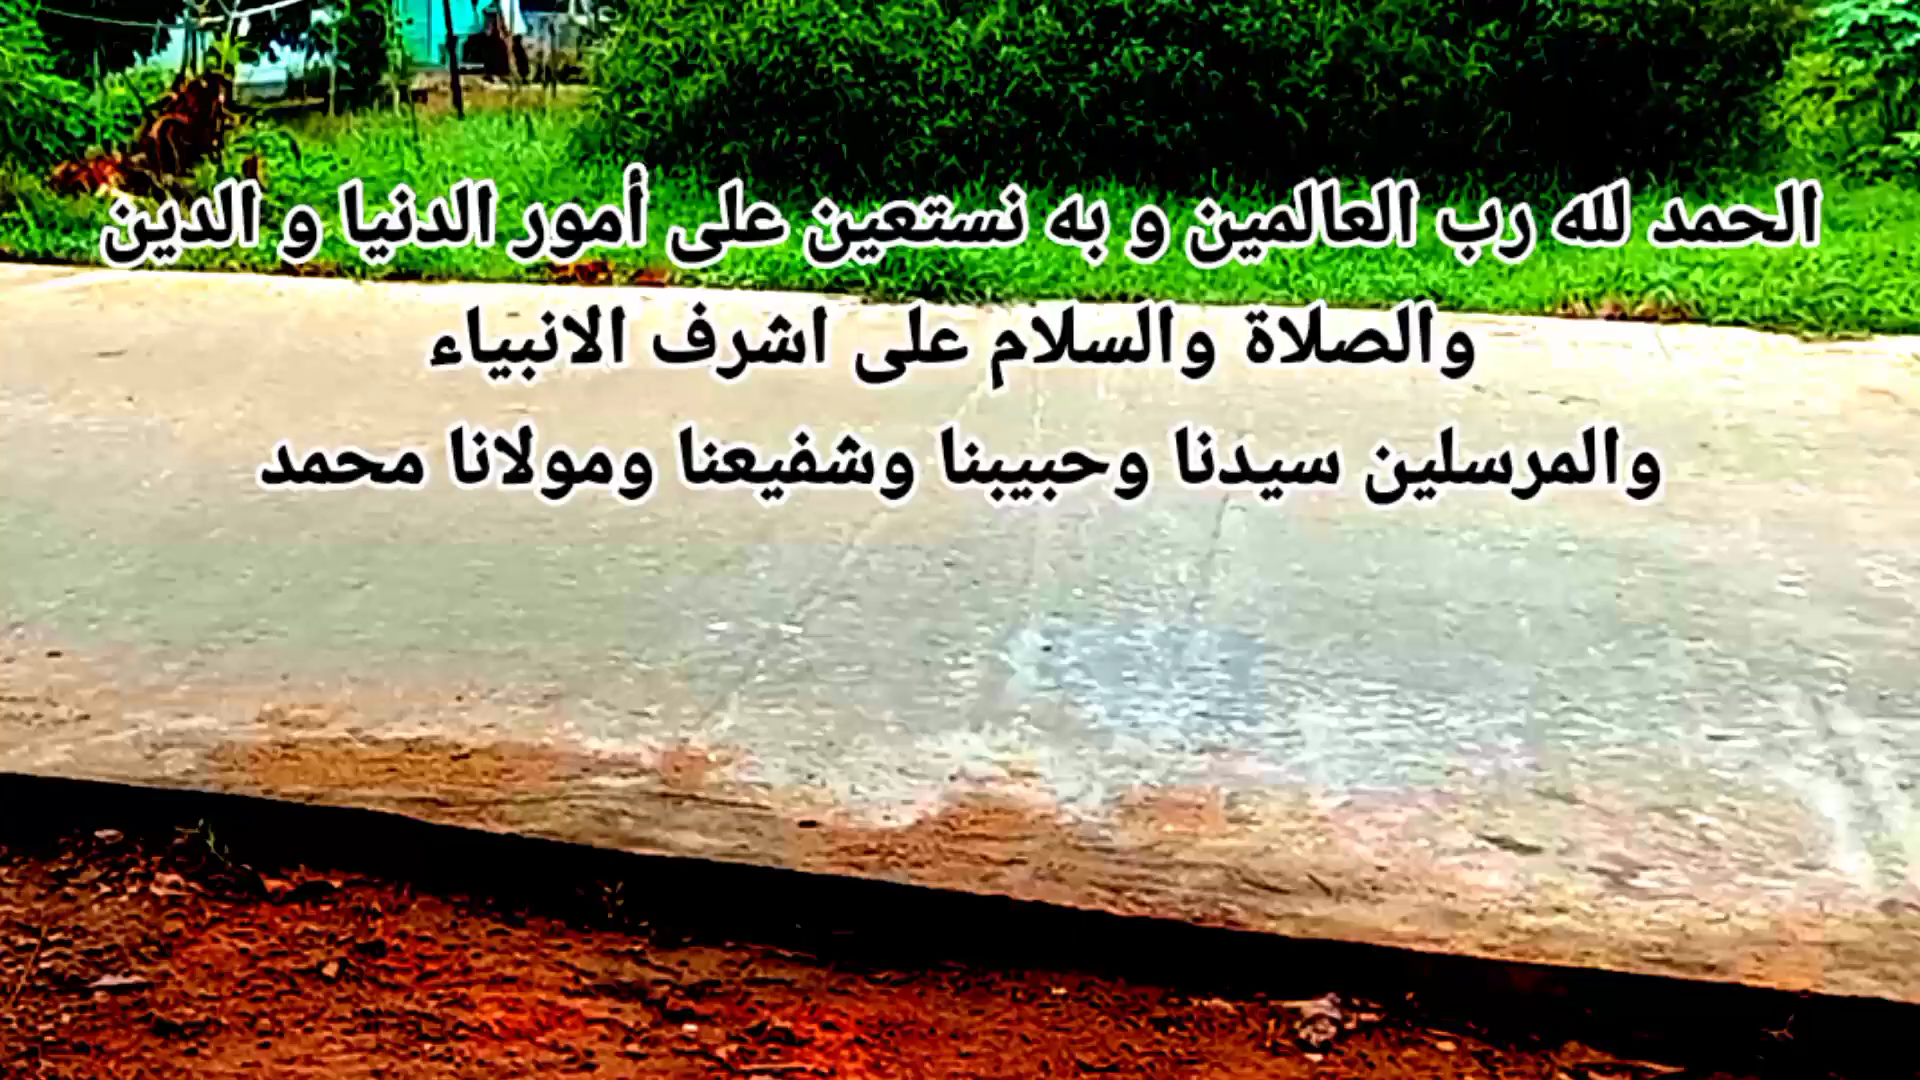 الحمد لله رب العالمين و به نستعين على أمور الدنيا و الدين
والصلاة والسلام على اشرف الانبياء
والمرسلين سيدنا وحبيبنا وشفيعنا ومولانا محمد